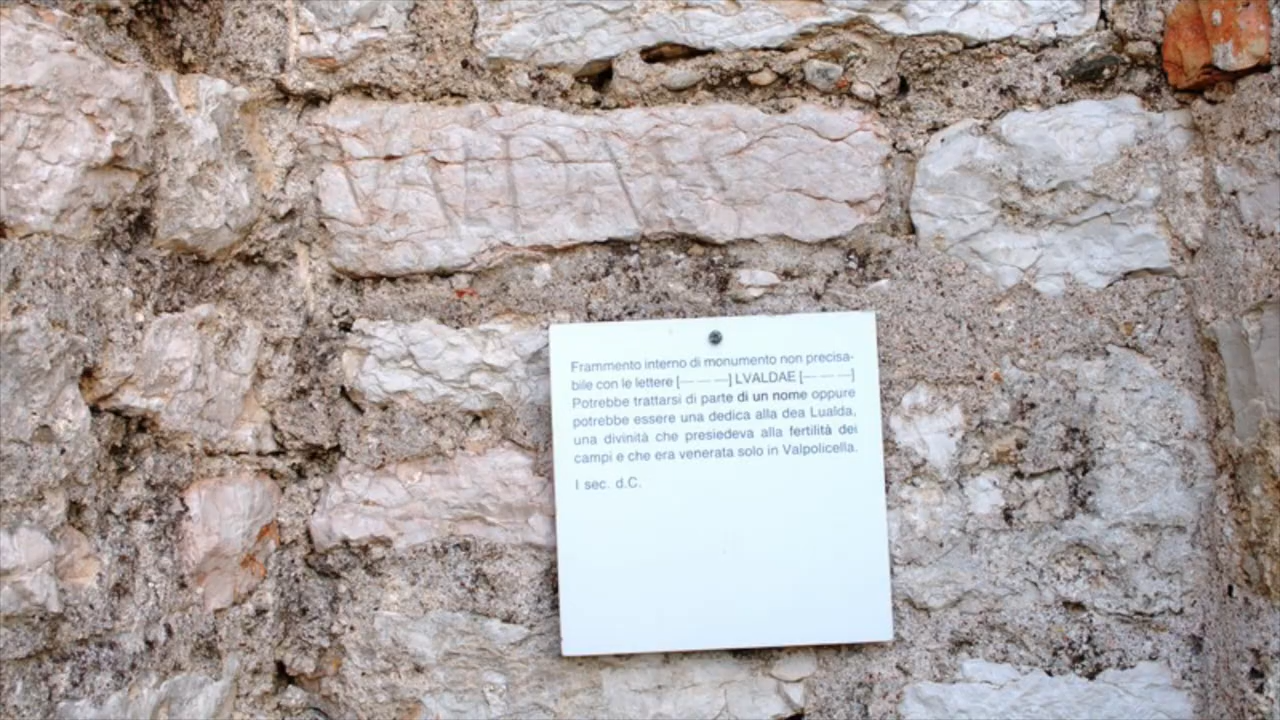 Frammento interno di monumento non precisa-
bile con le lettere [— — —] LVALDAE [— — —]
Potrebbe trattarsi di parte di un nome oppure
potrebbe essere una dedica alla dea Lualda,
una divinità che presiedeva alla fertilità dei
campi e che era venerata solo in Valpolicella.
I sec. d.C.